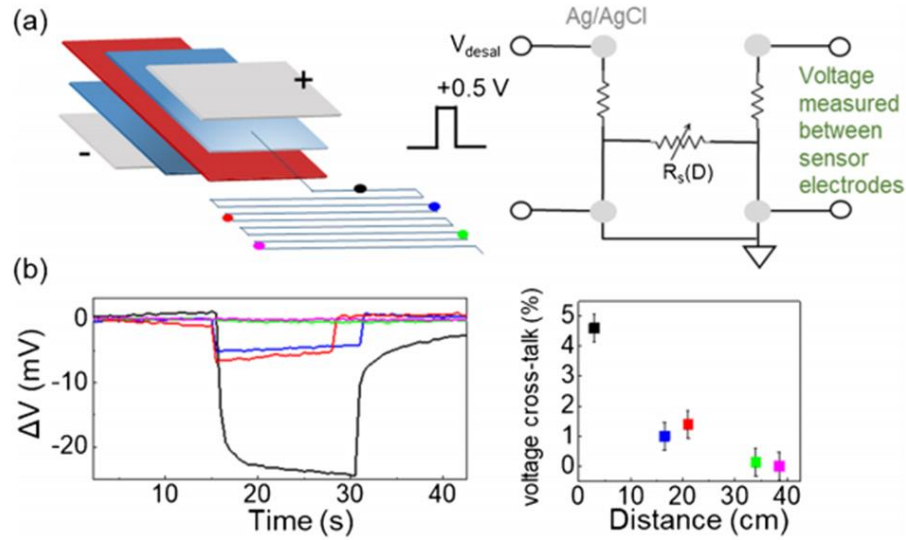 (a)
+
-
+0.5 V
Ag/AgCl
V_desal
R_s(D)
Voltage
measured
between
sensor
electrodes
(b)
ΔV (mV)
0
-10
-20
10
20
30
40
Time (s)
voltage cross-talk (%)
5
4
3
2
1
0
0
10
20
30
40
Distance (cm)